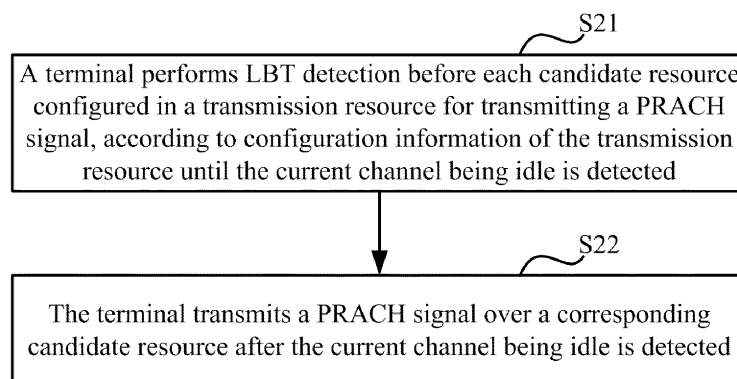 S21
A terminal performs LBT detection before each candidate resource
configured in a transmission resource for transmitting a PRACH
signal, according to configuration information of the transmission
resource until the current channel being idle is detected
S22
The terminal transmits a PRACH signal over a corresponding
candidate resource after the current channel being idle is detected